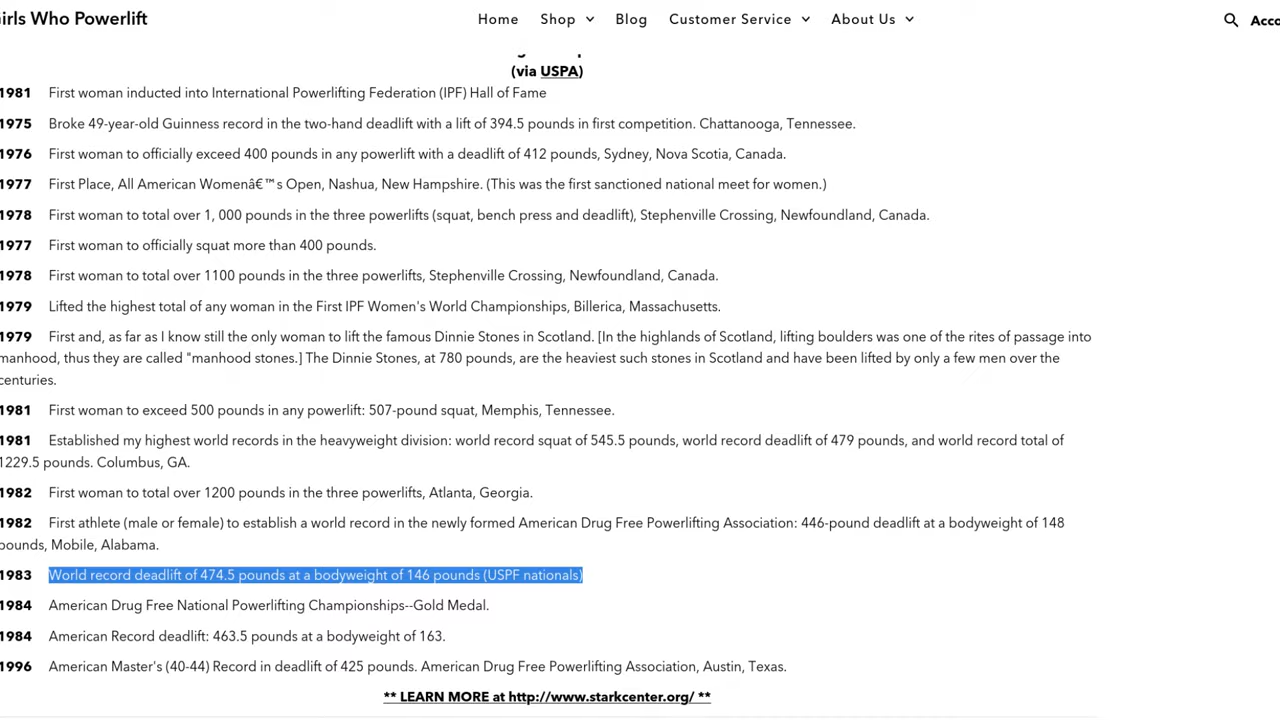 Girls Who Powerlift
Home Shop Blog Customer Service About Us
(via USPA)
1981 First woman inducted into International Powerlifting Federation (IPF) Hall of Fame
1975 Broke 49-year-old Guinness record in the two-hand deadlift with a lift of 394.5 pounds in first competition. Chattanooga, Tennessee.
1976 First woman to officially exceed 400 pounds in any powerlift with a deadlift of 412 pounds, Sydney, Nova Scotia, Canada.
1977 First Place, All American Womenâ€™s Open, Nashua, New Hampshire. (This was the first sanctioned national meet for women.)
1978 First woman to total over 1, 000 pounds in the three powerlifts (squat, bench press and deadlift), Stephenville Crossing, Newfoundland, Canada.
1977 First woman to officially squat more than 400 pounds.
1978 First woman to total over 1100 pounds in the three powerlifts, Stephenville Crossing, Newfoundland, Canada.
1979 Lifted the highest total of any woman in the First IPF Women's World Championships, Billerica, Massachusetts.
1979 First and, as far as I know still the only woman to lift the famous Dinnie Stones in Scotland. [In the highlands of Scotland, lifting boulders was one of the rites of passage into
manhood, thus they are called "manhood stones.] The Dinnie Stones, at 780 pounds, are the heaviest such stones in Scotland and have been lifted by only a few men over the
centuries.
1981 First woman to exceed 500 pounds in any powerlift: 507-pound squat, Memphis, Tennessee.
1981 Established my highest world records in the heavyweight division: world record squat of 545.5 pounds, world record deadlift of 479 pounds, and world record total of
1229.5 pounds. Columbus, GA.
1982 First woman to total over 1200 pounds in the three powerlifts, Atlanta, Georgia.
1982 First athlete (male or female) to establish a world record in the newly formed American Drug Free Powerlifting Association: 446-pound deadlift at a bodyweight of 148
pounds, Mobile, Alabama.
1983 World record deadlift of 474.5 pounds at a bodyweight of 146 pounds (USPF nationals)
1984 American Drug Free National Powerlifting Championships--Gold Medal.
1984 American Record deadlift: 463.5 pounds at a bodyweight of 163.
1996 American Master's (40-44) Record in deadlift of 425 pounds. American Drug Free Powerlifting Association, Austin, Texas.
** LEARN MORE at http://www.starkcenter.org/ **